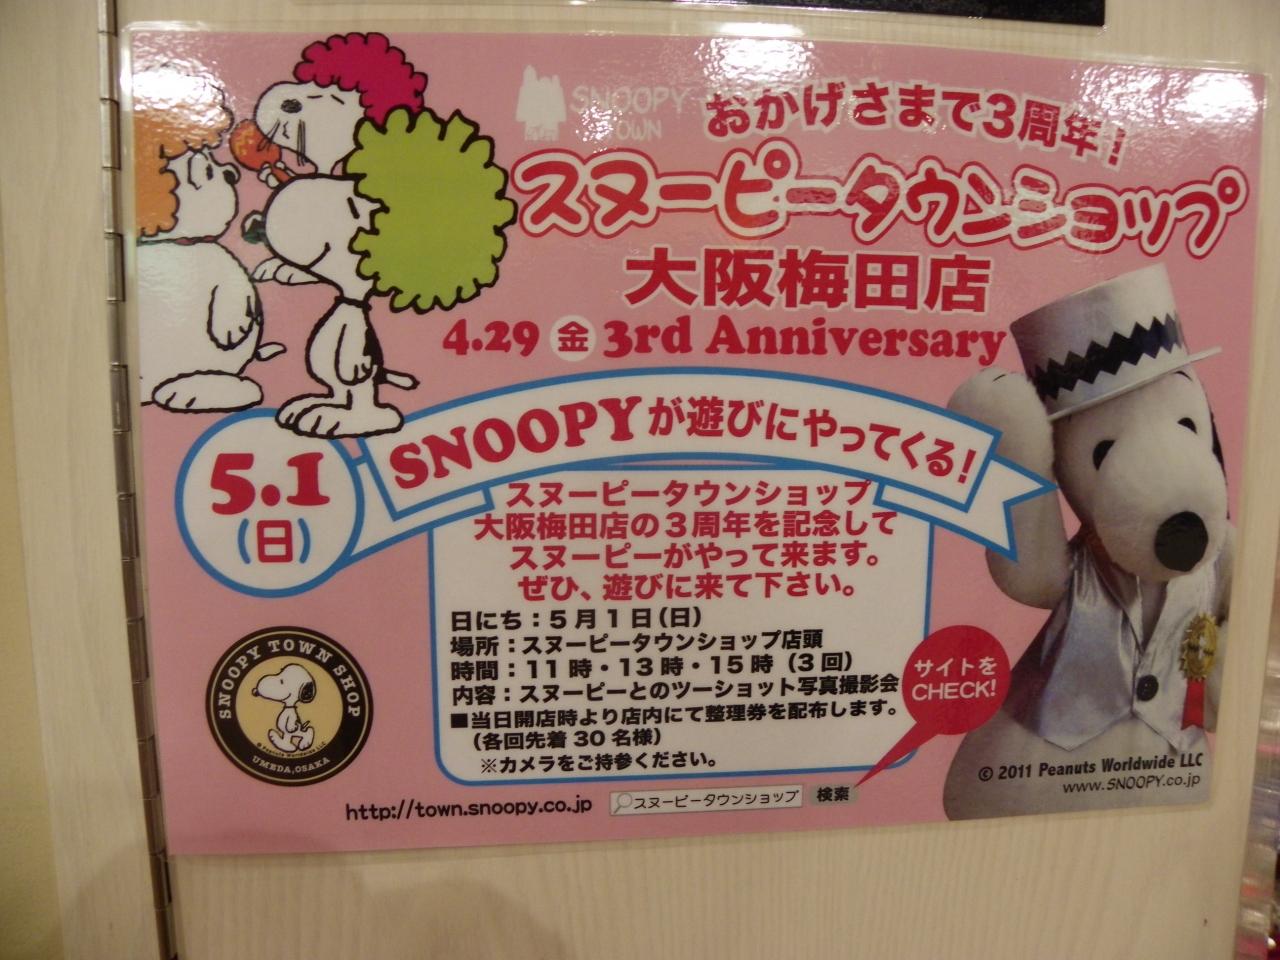 SNOOPY
TOWN
おかげさまで3周年!
スヌーピータウンショップ
大阪梅田店
4.29 金 3rd Anniversary
5.1
(日)
SNOOPYが遊びにやってくる!
スヌーピータウンショップ
大阪梅田店の3周年を記念して
スヌーピーがやって来ます。
ぜひ、遊びに来て下さい。
日にち:5月1日(日)
場所:スヌーピータウンショップ店頭
時間:11時・13時・15時(3回)
内容:スヌーピーとのツーショット写真撮影会
■当日開店時より店内にて整理券を配布します。
(各回先着30名様)
※カメラをご持参ください。
サイトを
CHECK!
SNOOPY TOWN SHOP
© Peanuts Worldwide LLC
UMEDA, OSAKA
© 2011 Peanuts Worldwide LLC
www.SNOOPY.co.jp
http://town.snoopy.co.jp スヌーピータウンショップ 検索